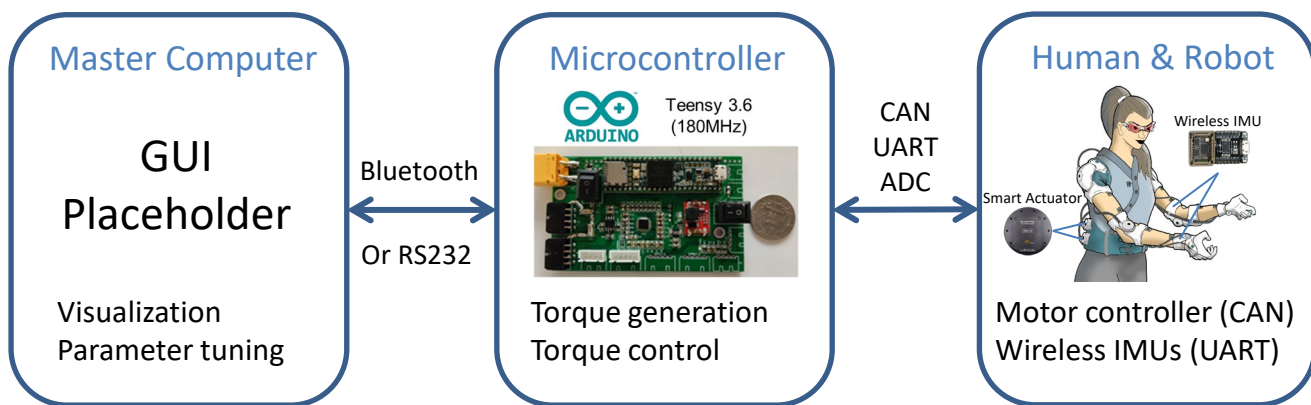 Master Computer
GUI
Placeholder
Visualization
Parameter tuning
Bluetooth
Or RS232
Microcontroller
ARDUINO
Teensy 3.6
(180MHz)
Torque generation
Torque control
CAN
UART
ADC
Human & Robot
Wireless IMU
Smart Actuator
Motor controller (CAN)
Wireless IMUs (UART)